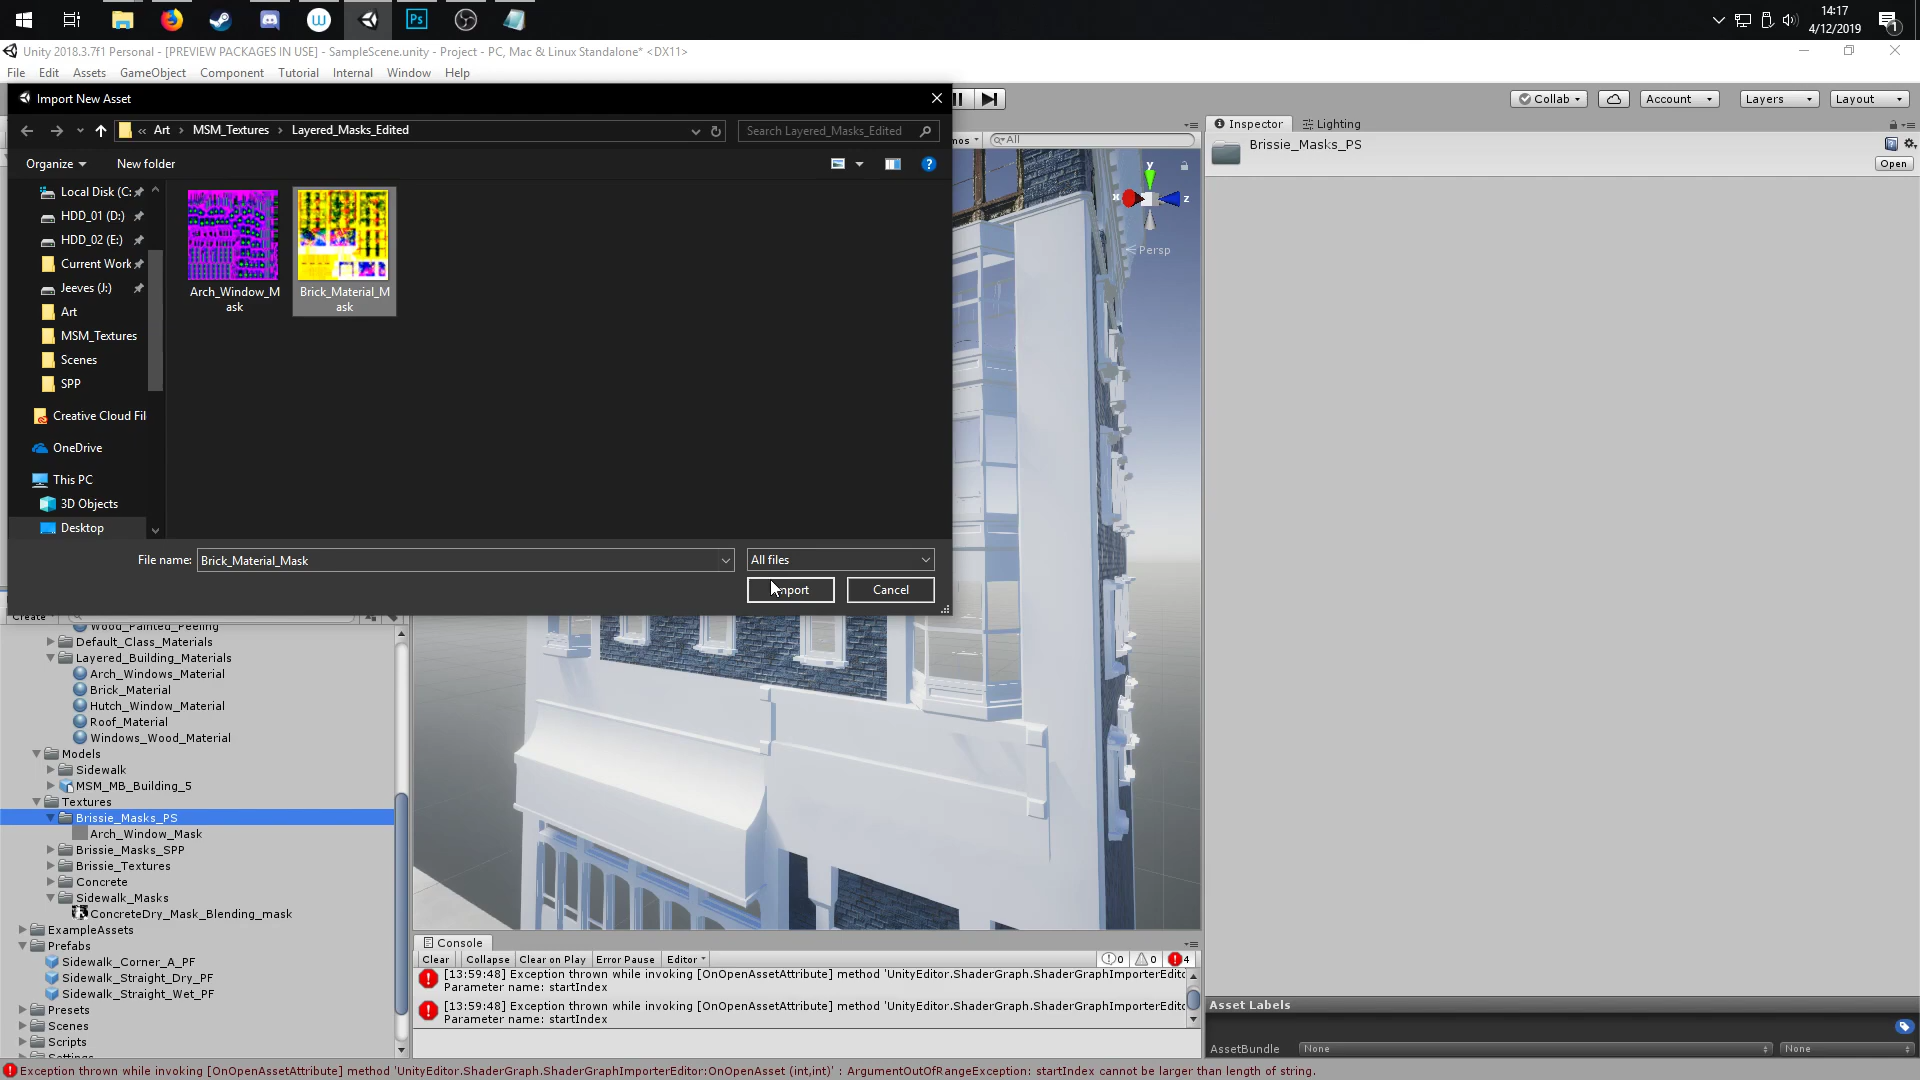 14:17
4/12/2019
Unity 2018.3.7f1 Personal - [PREVIEW PACKAGES IN USE] - SampleScene.unity - Project - PC, Mac & Linux Standalone* <DX11>
File Edit Assets GameObject Component Tutorial Internal Window Help
Import New Asset
Collab Account Layers Layout
« Art › MSM_Textures › Layered_Masks_Edited
Search Layered_Masks_Edited
All
Inspector Lighting
Brissie_Masks_PS
Open
Organize New folder
Local Disk (C:
HDD_01 (D:)
HDD_02 (E:)
Current Work
Jeeves (J:)
Art
MSM_Textures
Scenes
SPP
Creative Cloud Fil
OneDrive
This PC
3D Objects
Desktop
Arch_Window_M
ask
Brick_Material_M
ask
y
x
z
Persp
File name: Brick_Material_Mask
All files
Cancel
Create
Wood_Painted_Peeling
Default_Class_Materials
Layered_Building_Materials
Arch_Windows_Material
Brick_Material
Hutch_Window_Material
Roof_Material
Windows_Wood_Material
Models
Sidewalk
MSM_MB_Building_5
Textures
Brissie_Masks_PS
Arch_Window_Mask
Brissie_Masks_SPP
Brissie_Textures
Concrete
Sidewalk_Masks
ConcreteDry_Mask_Blending_mask
ExampleAssets
Prefabs
Sidewalk_Corner_A_PF
Sidewalk_Straight_Dry_PF
Sidewalk_Straight_Wet_PF
Presets
Scenes
Scripts
Console
Clear Collapse Clear on Play Error Pause Editor 0 0 4
[13:59:48] Exception thrown while invoking [OnOpenAssetAttribute] method 'UnityEditor.ShaderGraph.ShaderGraphImporterEdito
Parameter name: startIndex
[13:59:48] Exception thrown while invoking [OnOpenAssetAttribute] method 'UnityEditor.ShaderGraph.ShaderGraphImporterEdito
Parameter name: startIndex
Asset Labels
AssetBundle None None
Exception thrown while invoking [OnOpenAssetAttribute] method 'UnityEditor.ShaderGraph.ShaderGraphImporterEditor:OnOpenAsset (int,int)' : ArgumentOutOfRangeException: startIndex cannot be larger than length of string.